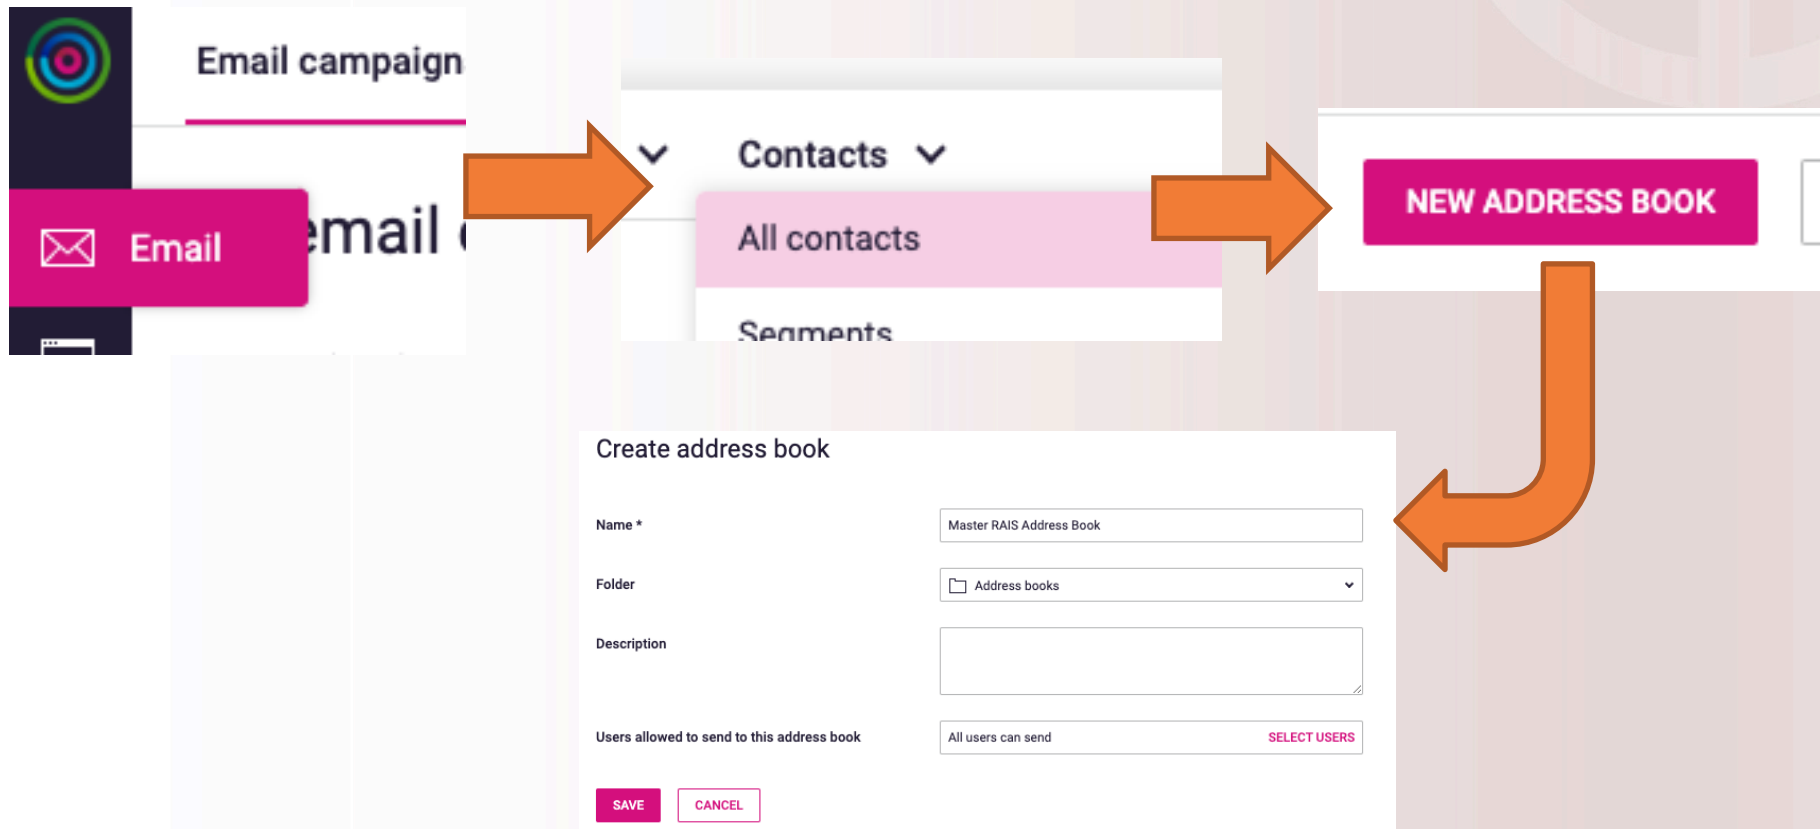 Email campaign
Email
email
Contacts
All contacts
Segments
NEW ADDRESS BOOK
Create address book
Name *
Master RAIS Address Book
Folder
Address books
Description
Users allowed to send to this address book
All users can send
SELECT USERS
SAVE
CANCEL